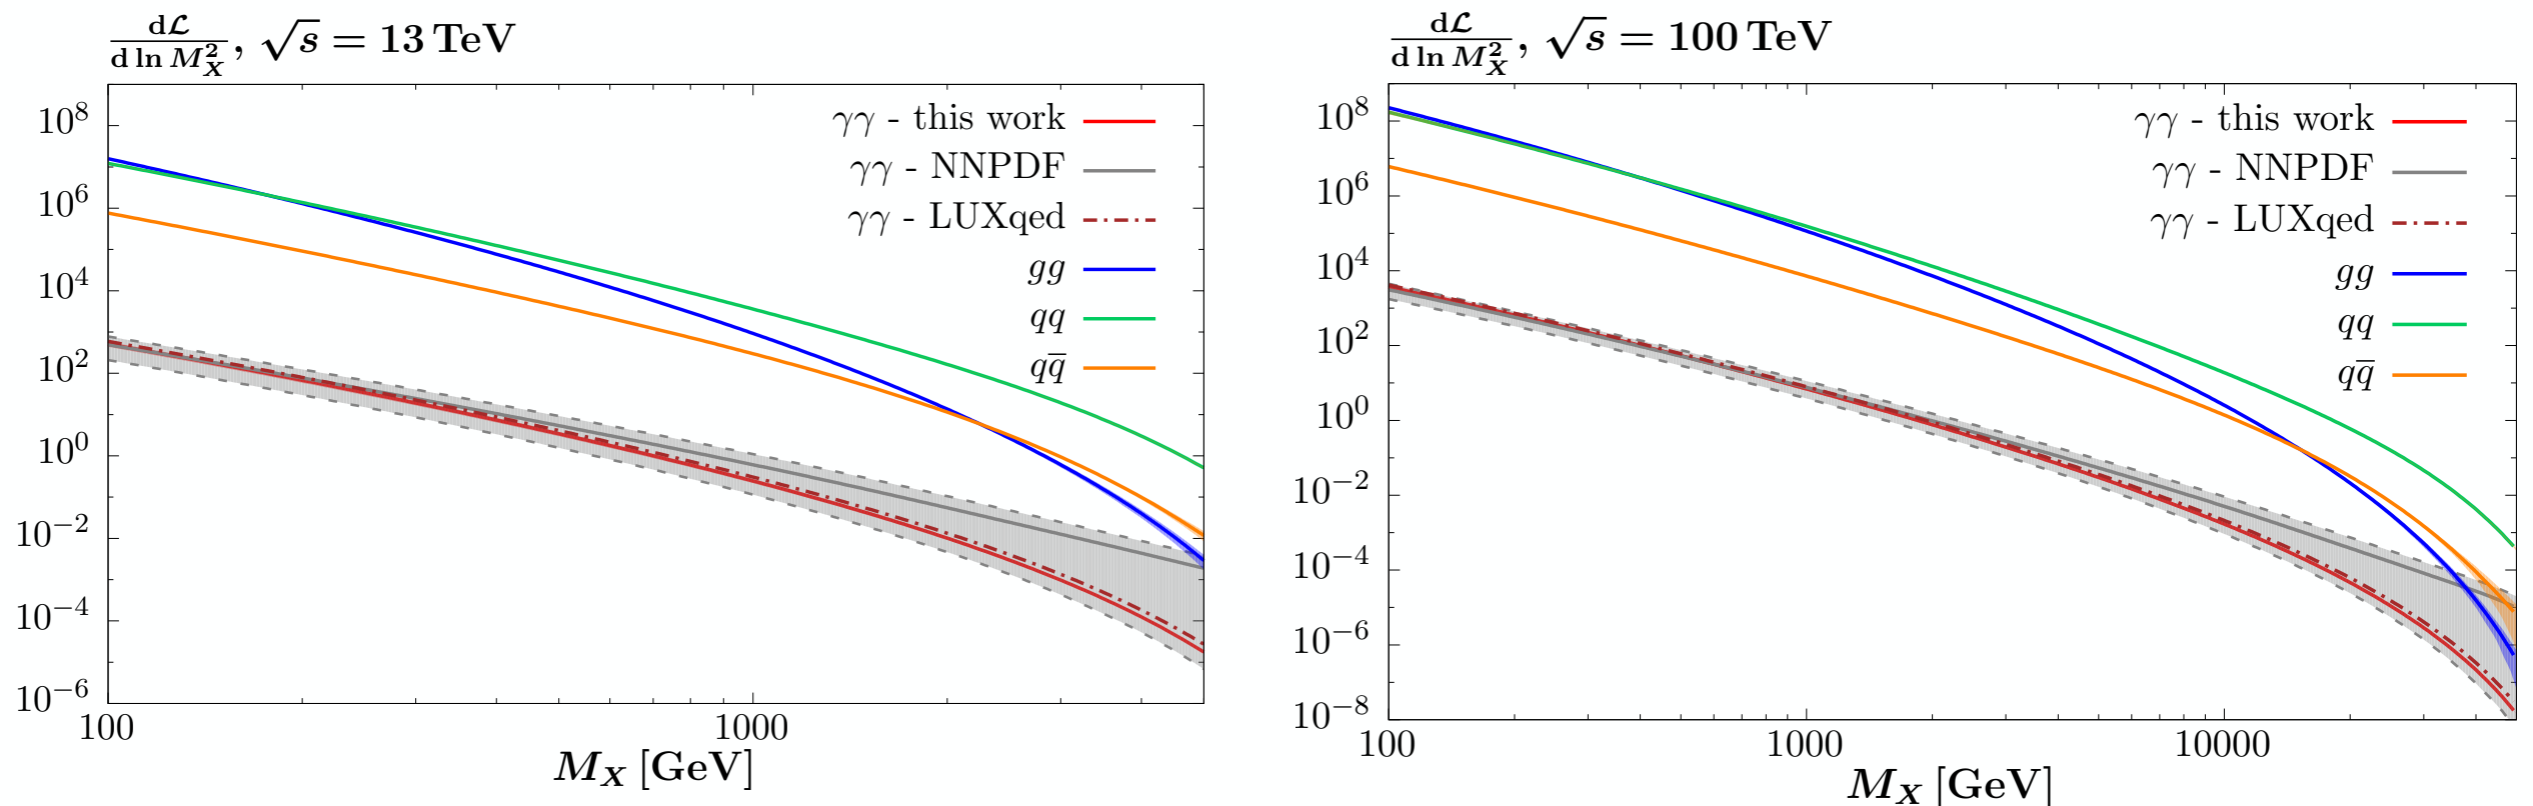 dℒ/d ln M_X^2, √s = 13 TeV
γγ - this work
γγ - NNPDF
γγ - LUXqed
gg
qq
qq̅
10^8
10^6
10^4
10^2
10^0
10^−2
10^−4
10^−6
100
1000
M_X [GeV]
dℒ/d ln M_X^2, √s = 100 TeV
γγ - this work
γγ - NNPDF
γγ - LUXqed
gg
qq
qq̅
10^8
10^6
10^4
10^2
10^0
10^−2
10^−4
10^−6
10^−8
100
1000
10000
M_X [GeV]